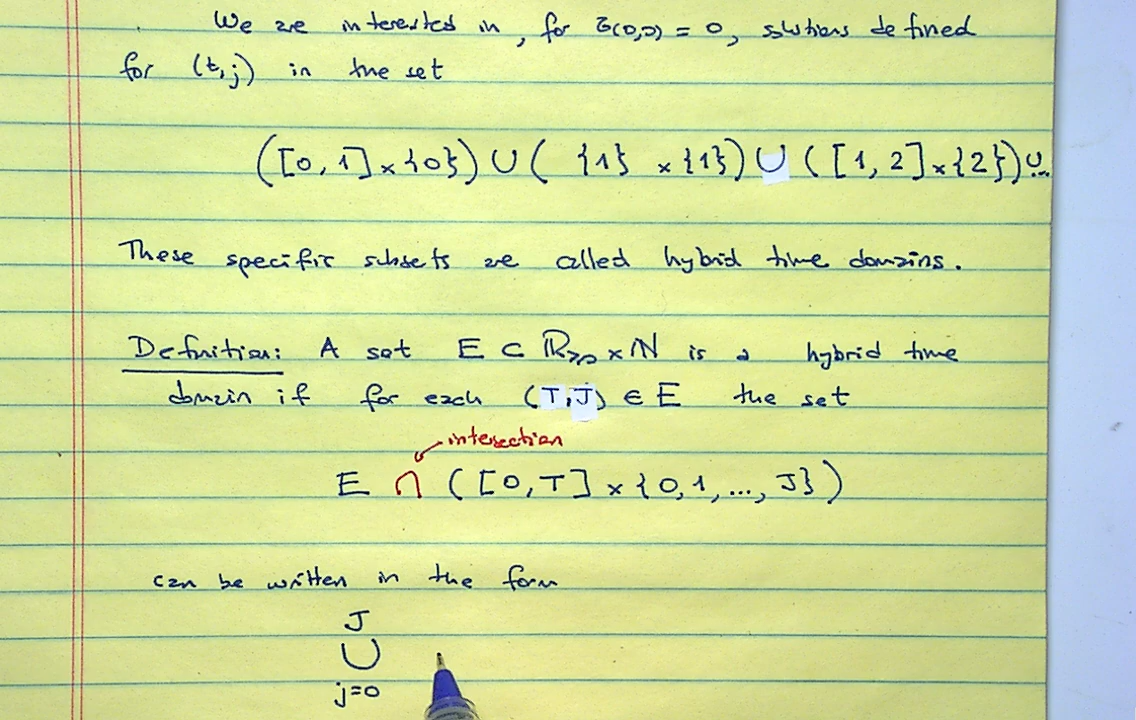 We are interested in, for z(0,0) = 0, solutions defined
for (t,j) in the set
([0,1]×{0}) ∪ ( {1} ×{1}) ∪ ([1,2]×{2}) ∪...
These specific subsets are called hybrid time domains.
Definition: A set E ⊂ ℝ≥0 × ℕ is a hybrid time
domain if for each (T,J) ∈ E the set
intersection
E ∩ ([0,T] × {0,1,...,J})
can be written in the form
J
∪
j=0